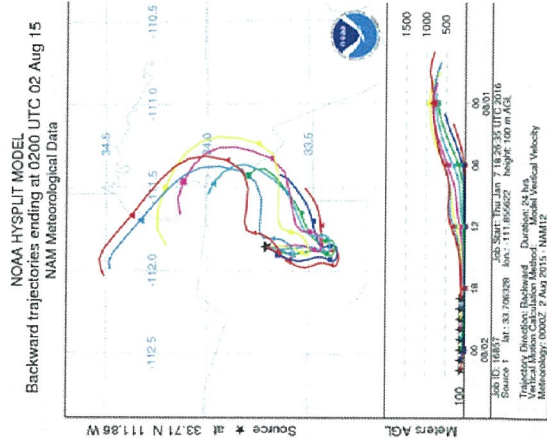 NOAA HYSPLIT MODEL
Backward trajectories ending at 0200 UTC 02 Aug 15
NAM Meteorological Data
Source ★ at 33.71 N 111.86 W
-112.5
-112.0
-111.5
-111.0
-110.5
34.5
34.0
33.5
noaa
Meters AGL
1500
1000
500
100
00
18
12
06
00
08/02
08/01
Job ID: 16857 Job Start: Thu Jan 7 18:26:35 UTC 2016
Source 1 lat.: 33.706328 lon.: -111.855622 height: 100 m AGL
Trajectory Direction: Backward Duration: 24 hrs
Vertical Motion Calculation Method: Model Vertical Velocity
Meteorology: 0000Z 2 Aug 2015 - NAM12